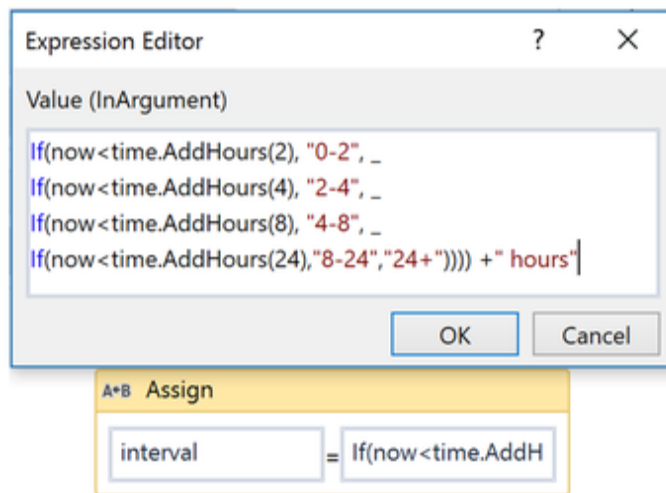 Expression Editor ? X
Value (InArgument)
If(now<time.AddHours(2), "0-2", _
If(now<time.AddHours(4), "2-4", _
If(now<time.AddHours(8), "4-8", _
If(now<time.AddHours(24),"8-24","24+")))) +" hours"
OK Cancel
A+B Assign
interval = If(now<time.AddH